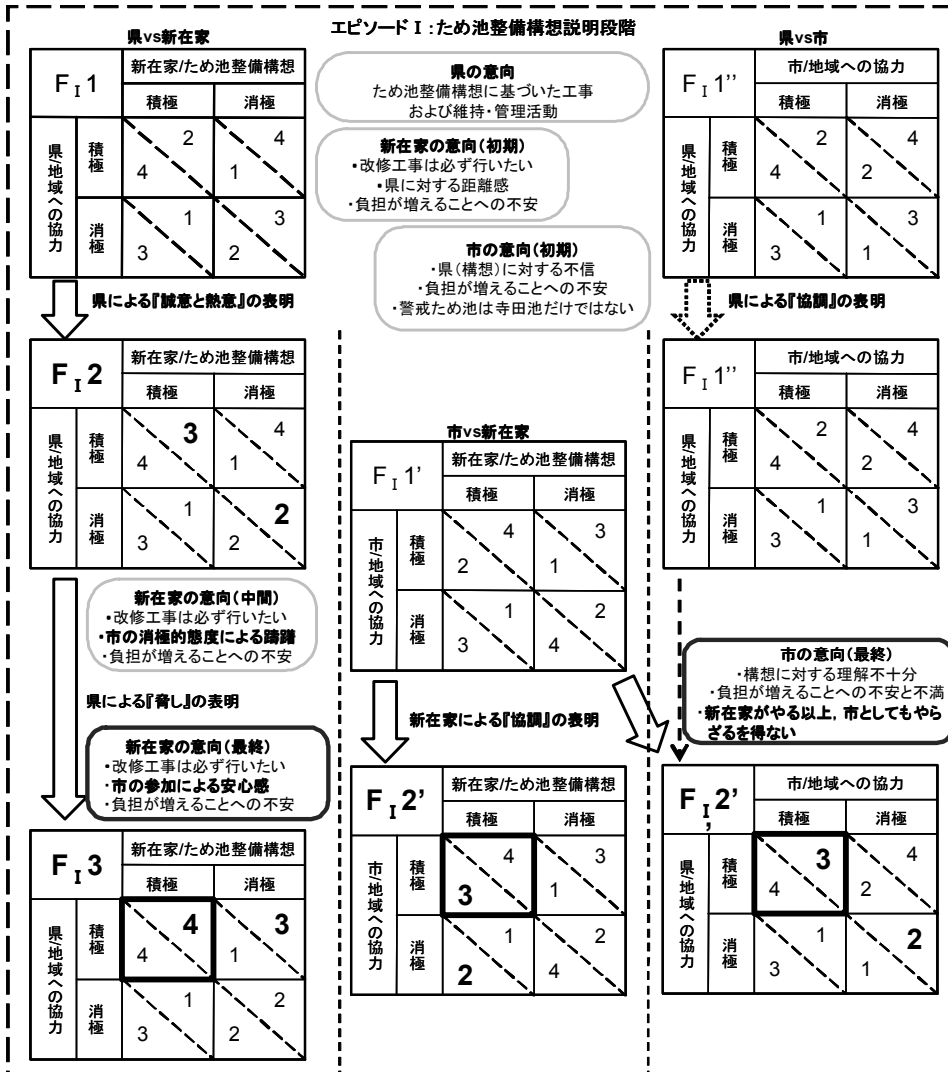 エピソードⅠ:ため池整備構想説明段階
県vs新在家
FⅠ1
新在家/ため池整備構想
積極
消極
県/地域への協力
積極
2
4
4
1
消極
1
3
3
2
県の意向
ため池整備構想に基づいた工事
および維持・管理活動
新在家の意向(初期)
・改修工事は必ず行いたい
・県に対する距離感
・負担が増えることへの不安
市の意向(初期)
・県(構想)に対する不信
・負担が増えることへの不安
・警戒ため池は寺田池だけではない
県vs市
FⅠ1''
市/地域への協力
積極
消極
県/地域への協力
積極
2
4
4
2
消極
1
3
3
1
県による『誠意と熱意』の表明
県による『協調』の表明
FⅠ2
新在家/ため池整備構想
積極
消極
県/地域への協力
積極
3
4
4
1
消極
1
2
3
2
市vs新在家
FⅠ1'
新在家/ため池整備構想
積極
消極
市/地域への協力
積極
4
3
2
1
消極
1
2
3
4
FⅠ1''
市/地域への協力
積極
消極
県/地域への協力
積極
2
4
4
2
消極
1
3
3
1
新在家の意向(中間)
・改修工事は必ず行いたい
・市の消極的態度による躊躇
・負担が増えることへの不安
県による『脅し』の表明
新在家の意向(最終)
・改修工事は必ず行いたい
・市の参加による安心感
・負担が増えることへの不安
新在家による『協調』の表明
市の意向(最終)
・構想に対する理解不十分
・負担が増えることへの不安と不満
・新在家がやる以上,市としてもやら
ざるを得ない
FⅠ3
新在家/ため池整備構想
積極
消極
県/地域への協力
積極
4
3
4
1
消極
1
2
3
2
FⅠ2'
新在家/ため池整備構想
積極
消極
市/地域への協力
積極
4
3
3
1
消極
1
2
2
4
FⅠ,2'
市/地域への協力
積極
消極
県/地域への協力
積極
3
4
4
2
消極
1
2
3
1